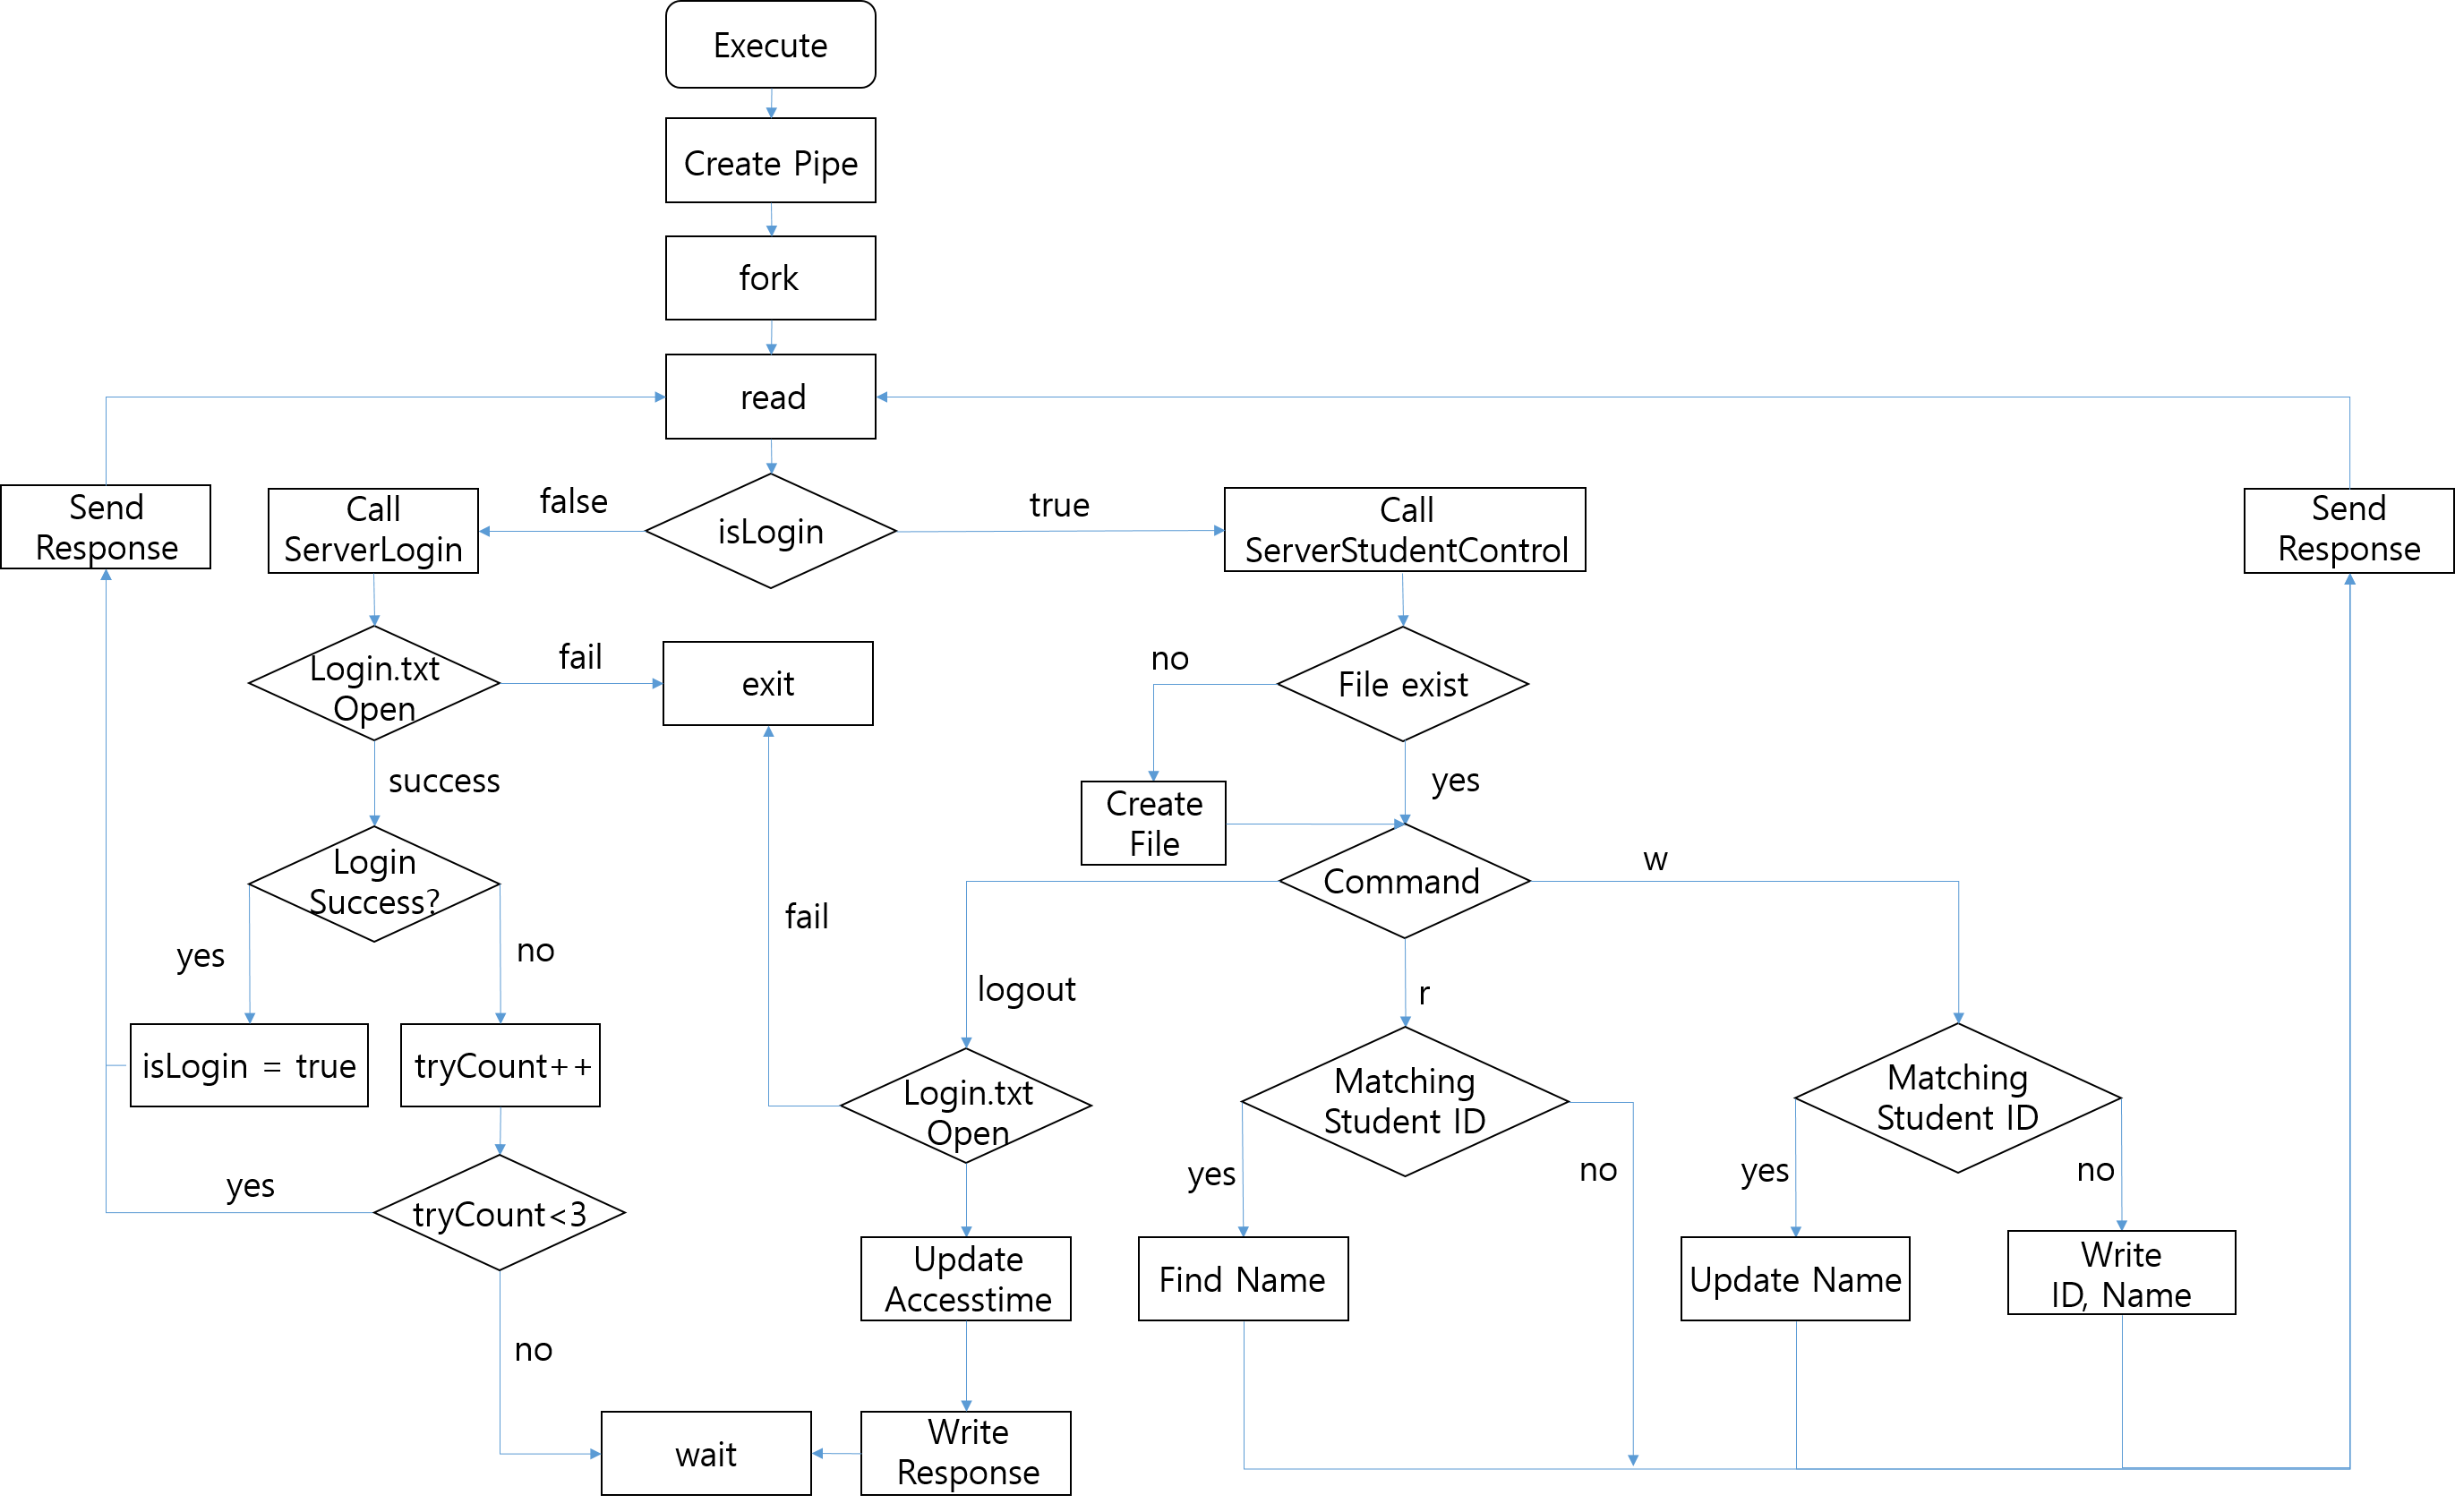 Execute
Create Pipe
fork
read
Send
Response
Call
ServerLogin
false
isLogin
true
Call
ServerStudentControl
Send
Response
Login.txt
Open
fail
exit
no
File exist
success
yes
Create
File
Login
Success?
Command
w
fail
yes
no
logout
r
isLogin = true
tryCount++
Login.txt
Open
Matching
Student ID
Matching
Student ID
yes
tryCount<3
yes
no
yes
no
Update
Accesstime
Find Name
Update Name
Write
ID, Name
no
wait
Write
Response